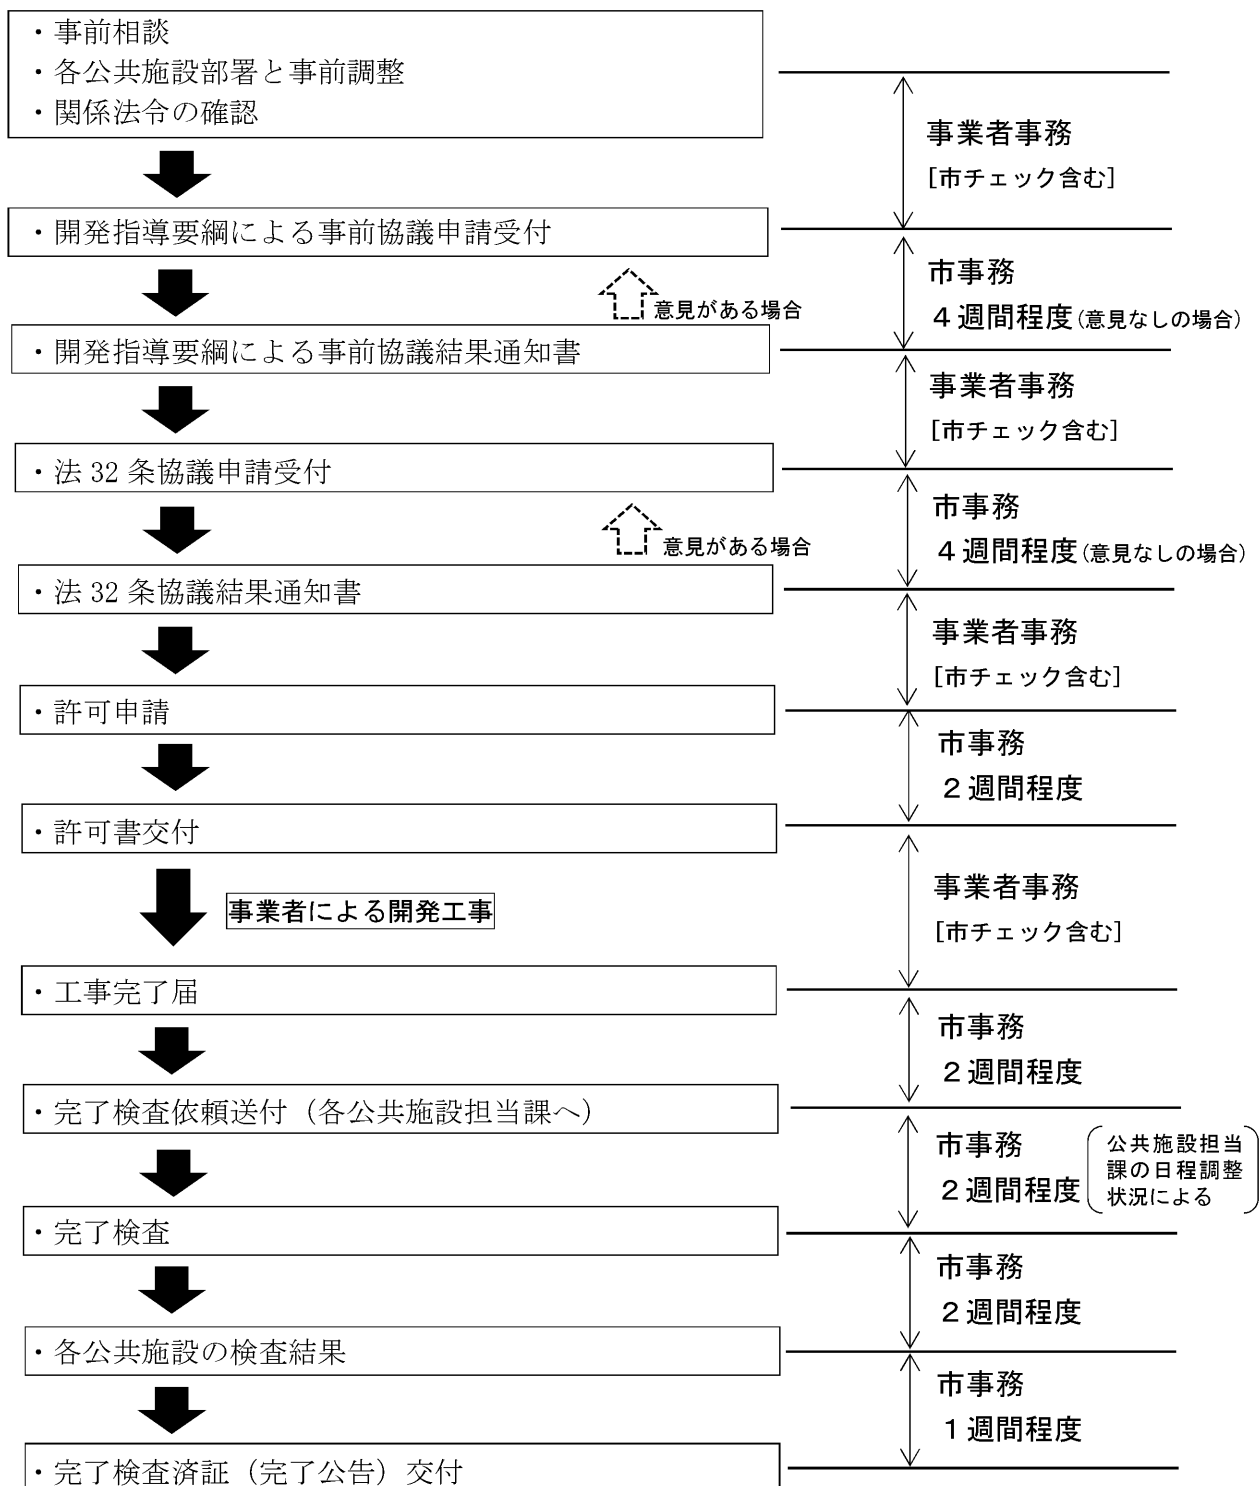 ・事前相談
・各公共施設部署と事前調整
・関係法令の確認
事業者事務
[市チェック含む]
・開発指導要綱による事前協議申請受付
市事務
意見がある場合
４週間程度(意見なしの場合)
・開発指導要綱による事前協議結果通知書
事業者事務
[市チェック含む]
・法 32 条協議申請受付
市事務
意見がある場合
４週間程度(意見なしの場合)
・法 32 条協議結果通知書
事業者事務
[市チェック含む]
・許可申請
市事務
２週間程度
・許可書交付
事業者による開発工事
事業者事務
[市チェック含む]
・工事完了届
市事務
２週間程度
・完了検査依頼送付（各公共施設担当課へ）
市事務
２週間程度
公共施設担当
課の日程調整
状況による
・完了検査
市事務
２週間程度
・各公共施設の検査結果
市事務
１週間程度
・完了検査済証（完了公告）交付